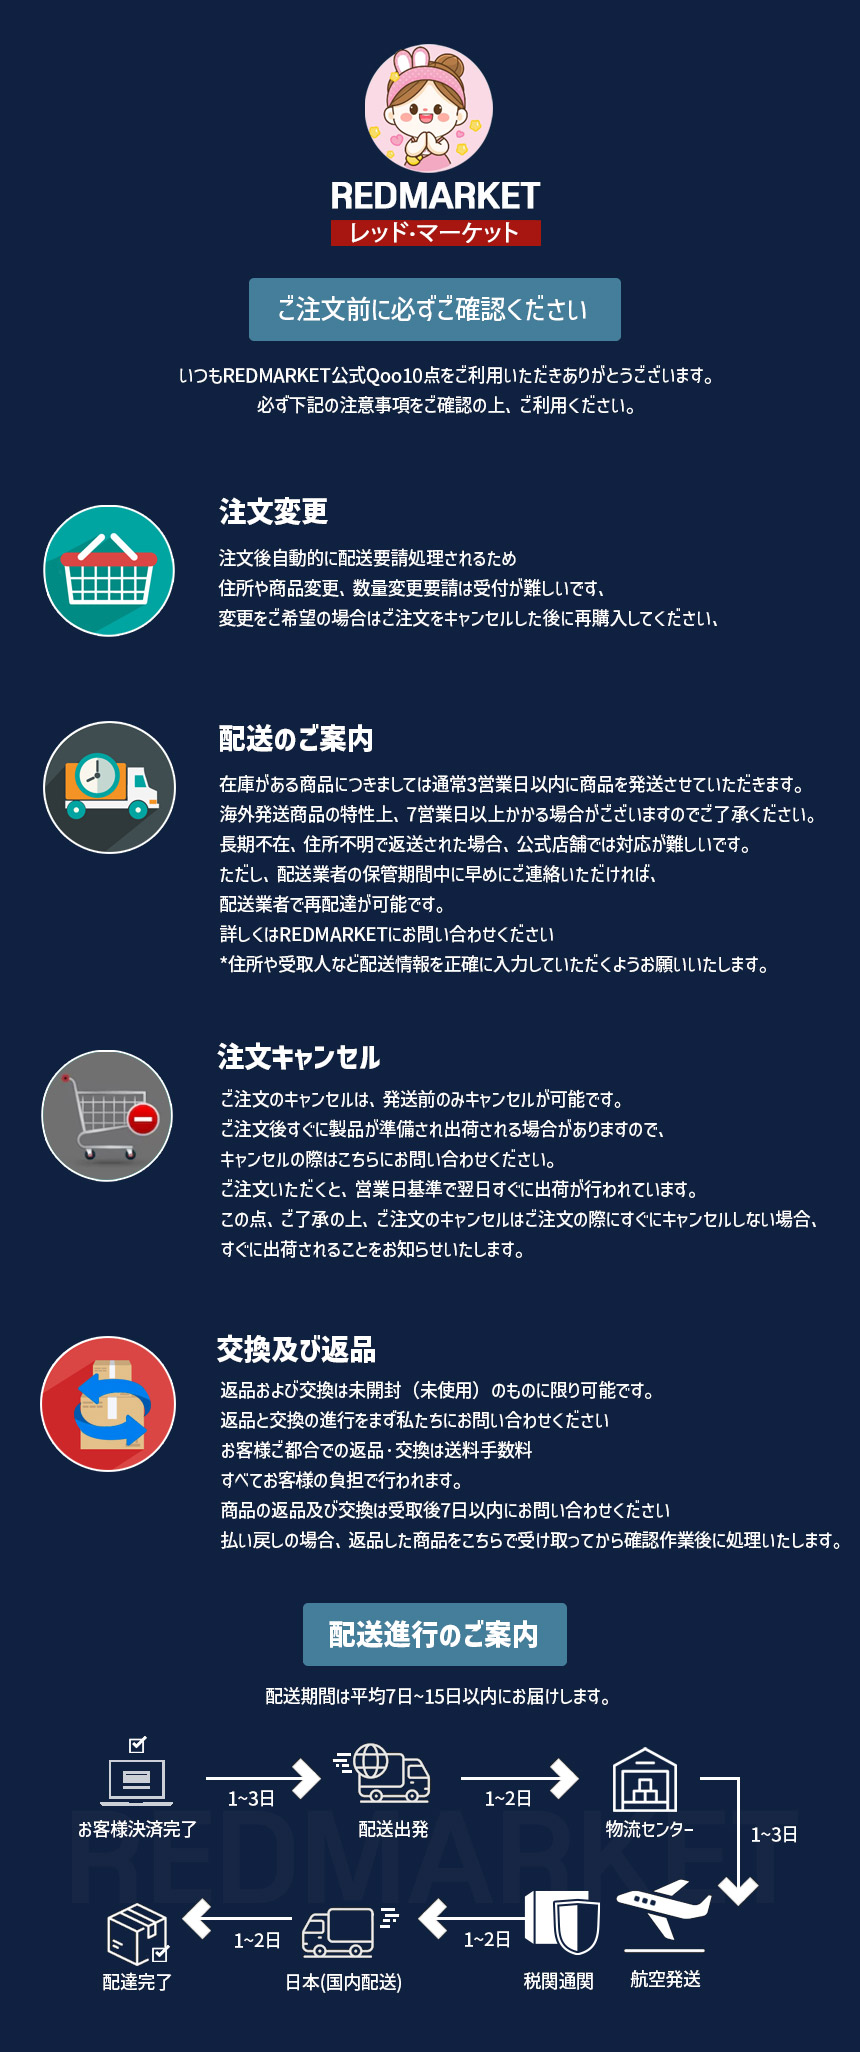 REDMARKET
レッド・マーケット
ご注文前に必ずご確認ください
いつもREDMARKET公式Qoo10点をご利用いただきありがとうございます。
必ず下記の注意事項をご確認の上、ご利用ください。
注文変更
注文後自動的に配送要請処理されるため
住所や商品変更、数量変更要請は受付が難しいです、
変更をご希望の場合はご注文をキャンセルした後に再購入してください、
配送のご案内
在庫がある商品につきましては通常3営業日以内に商品を発送させていただきます。
海外発送商品の特性上、7営業日以上かかる場合がございますのでご了承ください。
長期不在、住所不明で返送された場合、公式店舗では対応が難しいです。
ただし、配送業者の保管期間中に早めにご連絡いただければ、
配送業者で再配達が可能です。
詳しくはREDMARKETにお問い合わせください
*住所や受取人など配送情報を正確に入力していただくようお願いいたします。
注文キャンセル
ご注文のキャンセルは、発送前のみキャンセルが可能です。
ご注文後すぐに製品が準備され出荷される場合がありますので、
キャンセルの際はこちらにお問い合わせください。
ご注文いただくと、営業日基準で翌日すぐに出荷が行われています。
この点、ご了承の上、ご注文のキャンセルはご注文の際にすぐにキャンセルしない場合、
すぐに出荷されることをお知らせいたします。
交換及び返品
返品および交換は未開封（未使用）のものに限り可能です。
返品と交換の進行をまず私たちにお問い合わせください
お客様ご都合での返品・交換は送料手数料
すべてお客様の負担で行われます。
商品の返品及び交換は受取後7日以内にお問い合わせください
払い戻しの場合、返品した商品をこちらで受け取ってから確認作業後に処理いたします。
配送進行のご案内
配送期間は平均7日~15日以内にお届けします。
1~3日
1~2日
お客様決済完了
配送出発
物流センター
1~3日
REDMARKET
1~2日
1~2日
配達完了
日本(国内配送)
税関通関
航空発送